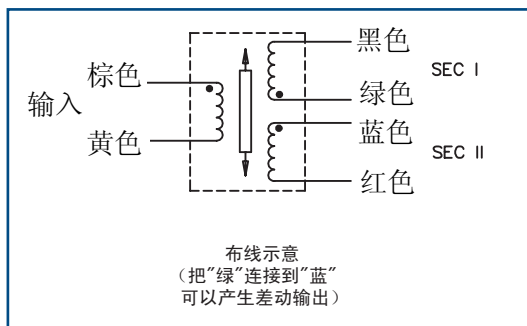 黑色
SEC I
棕色
绿色
输入
蓝色
黄色
SEC II
红色
布线示意
（把"绿"连接到"蓝"
可以产生差动输出）